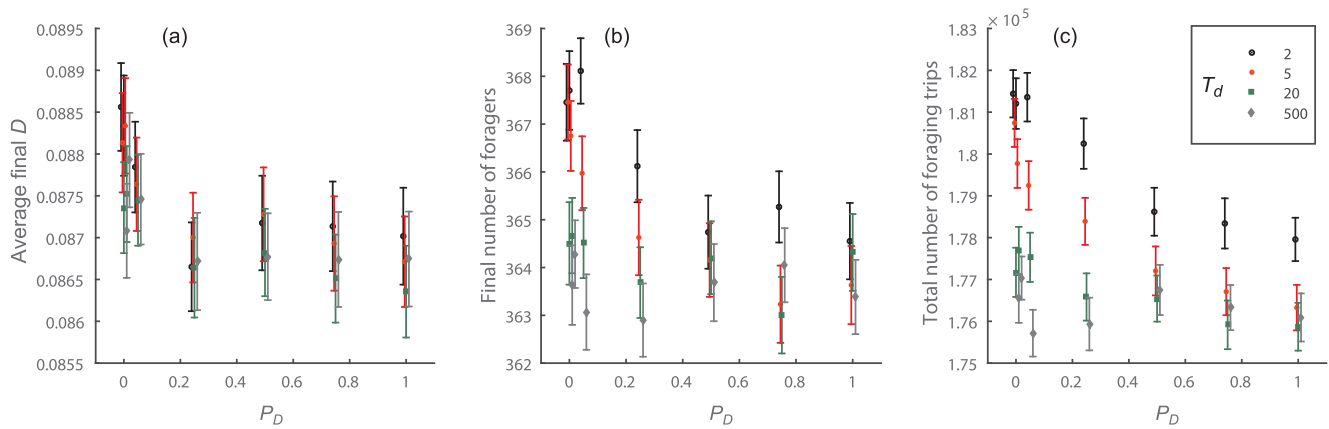 (a)
0.0895
0.089
0.0885
0.088
0.0875
0.087
0.0865
0.086
0.0855
Average final D
0 0.2 0.4 0.6 0.8 1
P_D
(b)
369
368
367
366
365
364
363
362
Final number of foragers
0 0.2 0.4 0.6 0.8 1
P_D
(c)
× 10^5
1.83
1.82
1.81
1.8
1.79
1.78
1.77
1.76
1.75
Total number of foraging trips
0 0.2 0.4 0.6 0.8 1
P_D
T_d
2
5
20
500